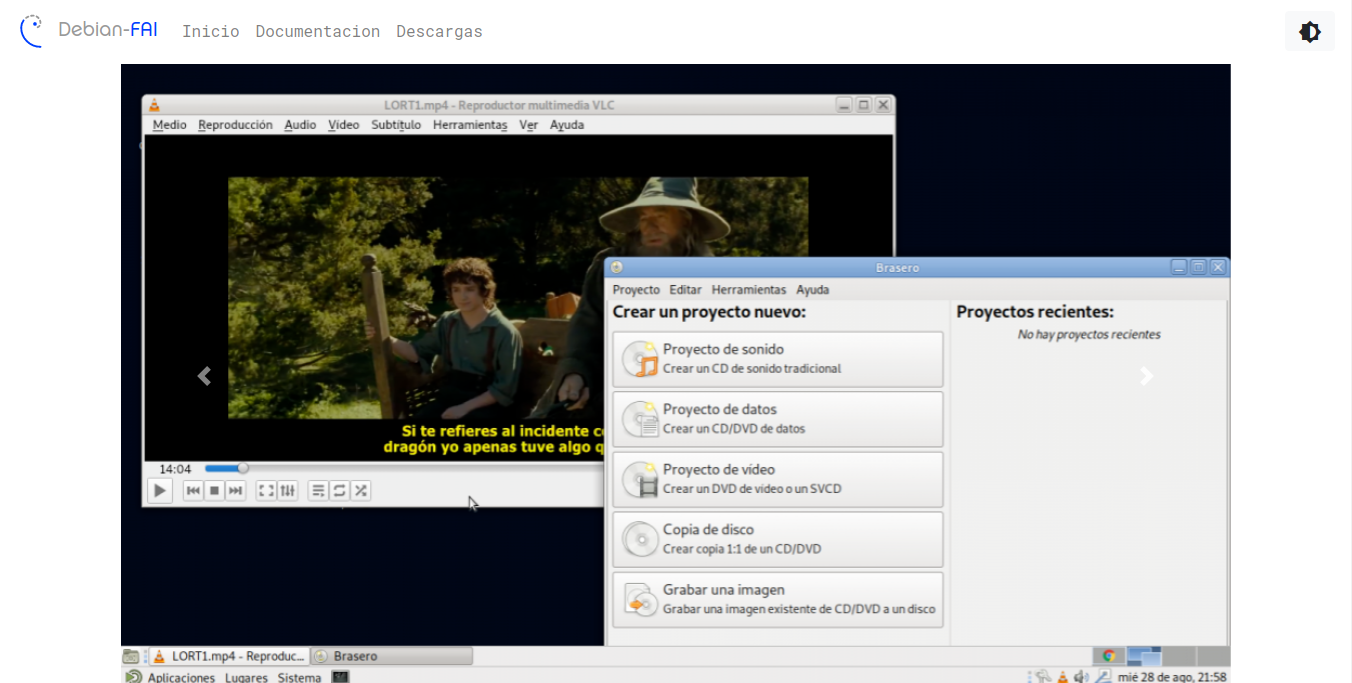 Debian-FAI Inicio Documentacion Descargas
LORT1.mp4 - Reproductor multimedia VLC
Medio Reproducción Audio Vídeo Subtítulo Herramientas Ver Ayuda
Si te refieres al incidente
dragón yo apenas tuve algo
14:04
Brasero
Proyecto Editar Herramientas Ayuda
Crear un proyecto nuevo:
Proyecto de sonido
Crear un CD de sonido tradicional
Proyecto de datos
Crear un CD/DVD de datos
Proyecto de vídeo
Crear un DVD de vídeo o un SVCD
Copia de disco
Crear copia 1:1 de un CD/DVD
Grabar una imagen
Grabar una imagen existente de CD/DVD a un disco
Proyectos recientes:
No hay proyectos recientes
LORT1.mp4 - Reproduc... Brasero
Aplicaciones Lugares Sistema mié 28 de ago, 21:58